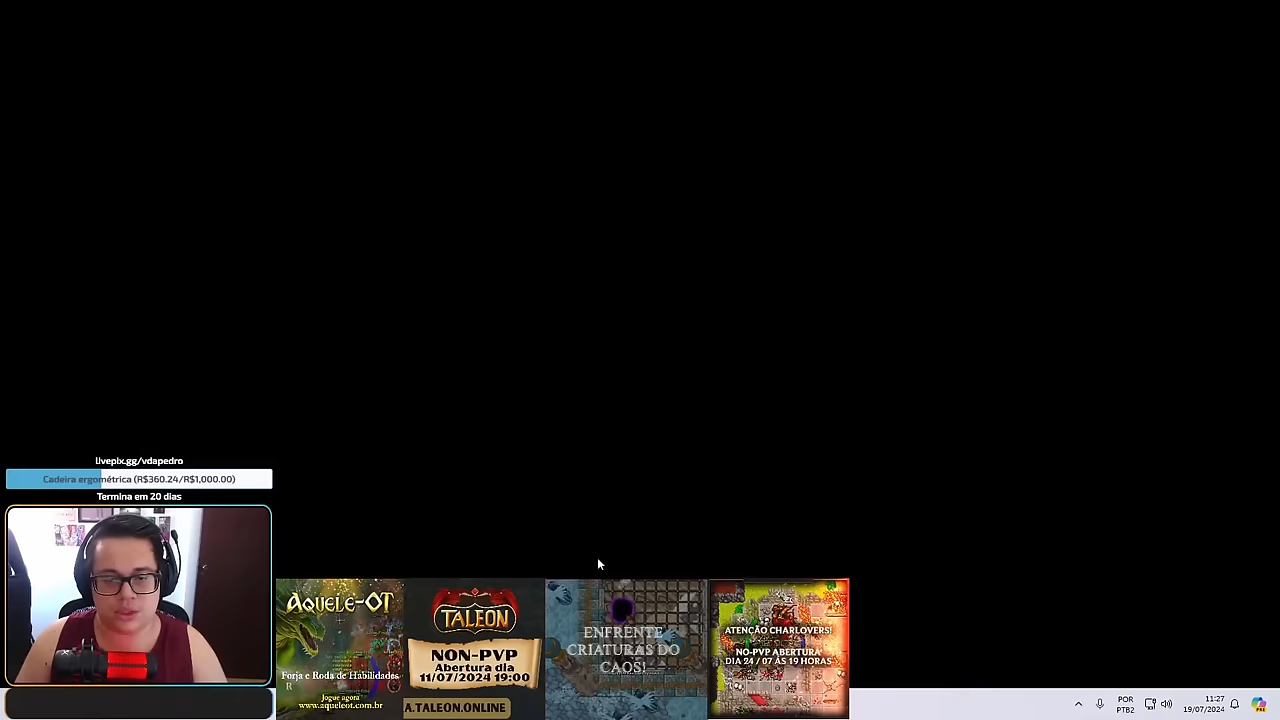 livepix.gg/vdapedro
Cadeira ergométrica (R$360.24/R$1,000.00)
Termina em 20 dias
AQUELE-OT
Forja e Roda de Habilidades
R
Jogue agora
www.aqueleot.com.br
TALEON
NON-PVP
Abertura dia
11/07/2024 19:00
A.TALEON.ONLINE
ENFRENTE
CRIATURAS DO
CAOS!
ATENÇÃO CHARLOVERS!
NO-PVP ABERTURA
DIA 24 / 07 ÀS 19 HORAS
POR
PTB2
11:27
19/07/2024